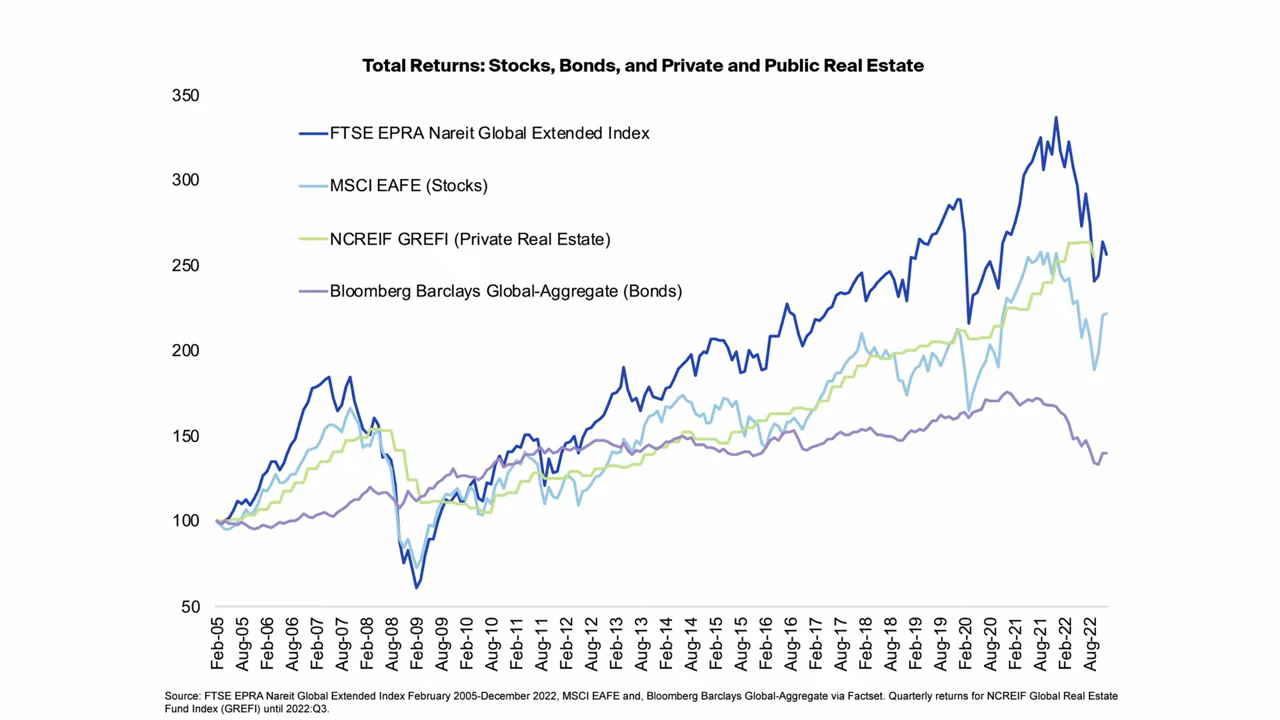 Total Returns: Stocks, Bonds, and Private and Public Real Estate
350
300
250
200
150
100
50
FTSE EPRA Nareit Global Extended Index
MSCI EAFE (Stocks)
NCREIF GREFI (Private Real Estate)
Bloomberg Barclays Global-Aggregate (Bonds)
Feb-05
Aug-05
Feb-06
Aug-06
Feb-07
Aug-07
Feb-08
Aug-08
Feb-09
Aug-09
Feb-10
Aug-10
Feb-11
Aug-11
Feb-12
Aug-12
Feb-13
Aug-13
Feb-14
Aug-14
Feb-15
Aug-15
Feb-16
Aug-16
Feb-17
Aug-17
Feb-18
Aug-18
Feb-19
Aug-19
Feb-20
Aug-20
Feb-21
Aug-21
Feb-22
Aug-22
Source: FTSE EPRA Nareit Global Extended Index February 2005-December 2022, MSCI EAFE and, Bloomberg Barclays Global-Aggregate via Factset. Quarterly returns for NCREIF Global Real Estate
Fund Index (GREFI) until 2022:Q3.